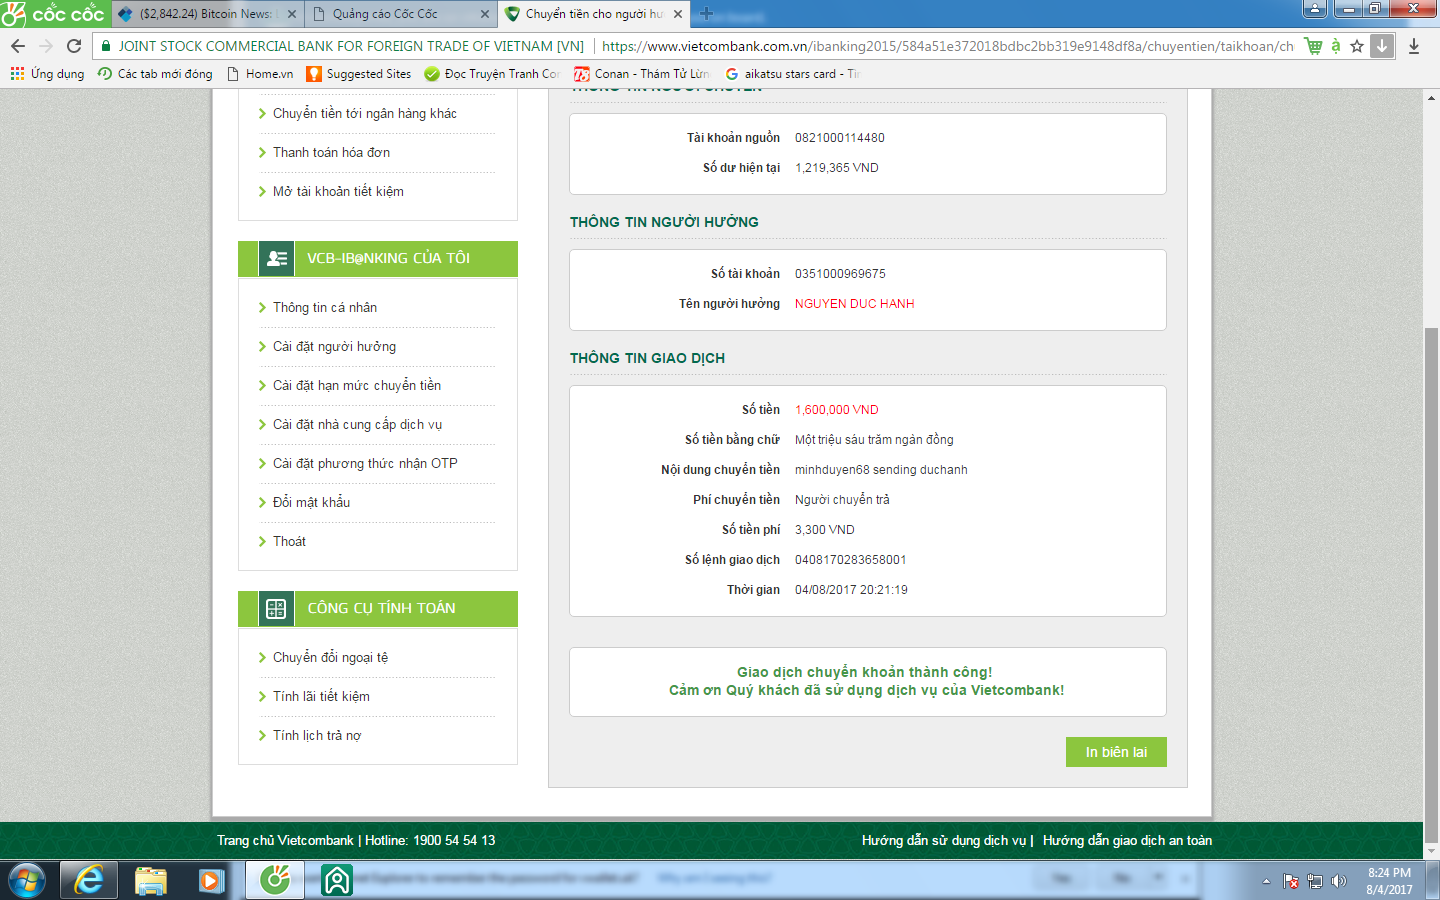 cốc cốc
($2,842.24) Bitcoin News:
Quảng cáo Cốc Cốc
Chuyển tiền cho người hư
JOINT STOCK COMMERCIAL BANK FOR FOREIGN TRADE OF VIETNAM [VN]
https://www.vietcombank.com.vn/ibanking2015/584a51e372018bdbc2bb319e9148df8a/chuyentien/taikhoan/ch
Ứng dụng
Các tab mới đóng
Home.vn
Suggested Sites
Đọc Truyện Tranh Con
Conan - Thám Tử Lừn
aikatsu stars card - Tìn
Chuyển tiền tới ngân hàng khác
Thanh toán hóa đơn
Mở tài khoản tiết kiệm
VCB-IB@NKING CỦA TÔI
Thông tin cá nhân
Cài đặt người hưởng
Cài đặt hạn mức chuyển tiền
Cài đặt nhà cung cấp dịch vụ
Cài đặt phương thức nhận OTP
Đổi mật khẩu
Thoát
CÔNG CỤ TÍNH TOÁN
Chuyển đổi ngoại tệ
Tính lãi tiết kiệm
Tính lịch trả nợ
THÔNG TIN NGƯỜI CHUYỂN
Tài khoản nguồn 0821000114480
Số dư hiện tại 1,219,365 VND
THÔNG TIN NGƯỜI HƯỞNG
Số tài khoản 0351000969675
Tên người hưởng NGUYEN DUC HANH
THÔNG TIN GIAO DỊCH
Số tiền 1,600,000 VND
Số tiền bằng chữ Một triệu sáu trăm ngàn đồng
Nội dung chuyển tiền minhduyen68 sending duchanh
Phí chuyển tiền Người chuyển trả
Số tiền phí 3,300 VND
Số lệnh giao dịch 0408170283658001
Thời gian 04/08/2017 20:21:19
Giao dịch chuyển khoản thành công!
Cảm ơn Quý khách đã sử dụng dịch vụ của Vietcombank!
In biên lai
Trang chủ Vietcombank | Hotline: 1900 54 54 13
Hướng dẫn sử dụng dịch vụ | Hướng dẫn giao dịch an toàn
8:24 PM
8/4/2017